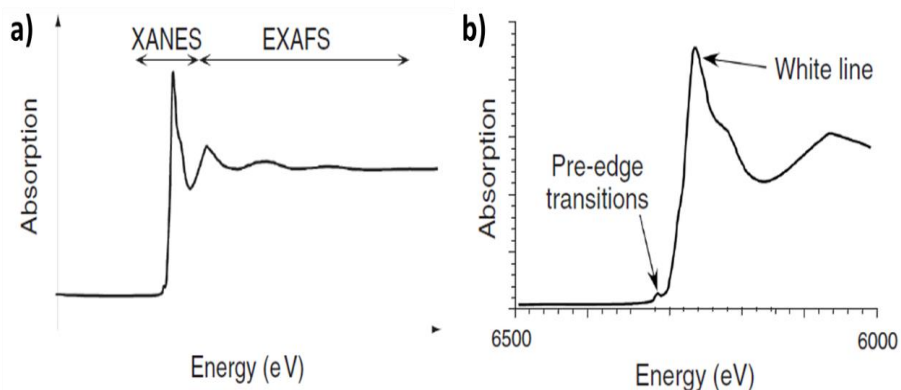 a)
XANES
EXAFS
Absorption
Energy (eV)
b)
White line
Pre-edge
transitions
Absorption
6500
6000
Energy (eV)